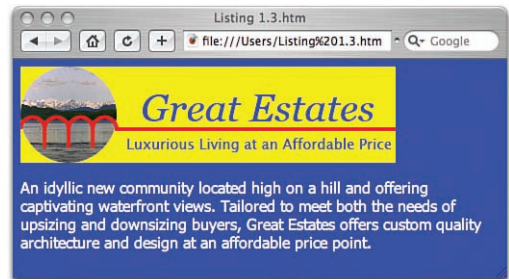 Listing 1.3.htm
file:///Users/Listing%201.3.htm
Google
Great Estates
Luxurious Living at an Affordable Price
An idyllic new community located high on a hill and offering
captivating waterfront views. Tailored to meet both the needs of
upsizing and downsizing buyers, Great Estates offers custom quality
architecture and design at an affordable price point.